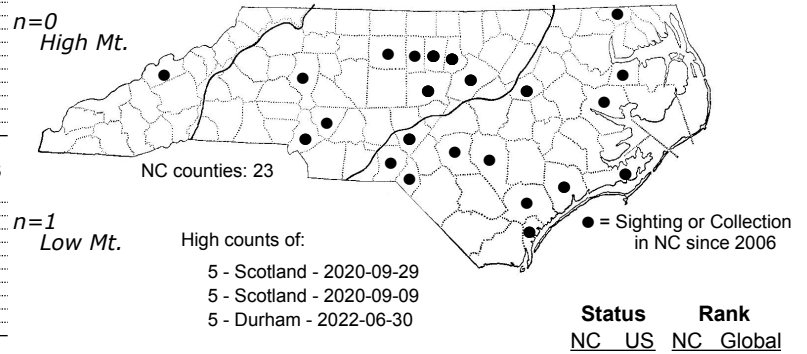 n=0
High Mt.
NC counties: 23
n=1
Low Mt.
High counts of:
5 - Scotland - 2020-09-29
5 - Scotland - 2020-09-09
5 - Durham - 2022-06-30
● = Sighting or Collection
in NC since 2006
Status Rank
NC US NC Global